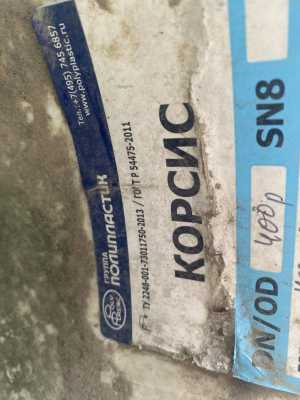 ГРУППА
ПОЛИПЛАСТИК
Тел.: +7(495) 745 6857
www.polyplastic.ru
ТУ 2248-001-73011750-2013 / ГОСТ Р 54475-2011
КОРСИС
DN/OD SN8
400р